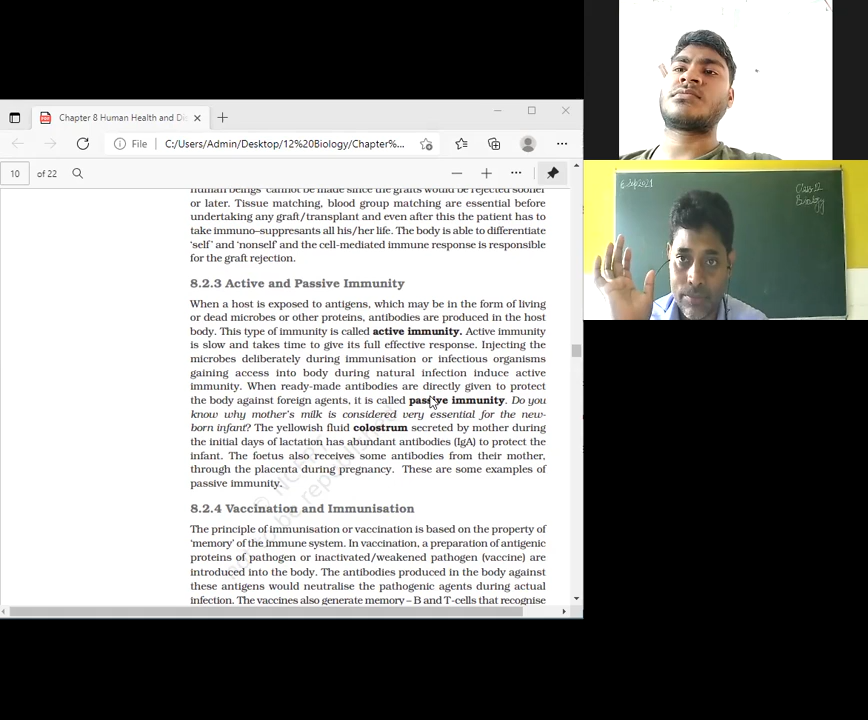 Chapter 8 Human Health and Di
File
C:/Users/Admin/Desktop/12%20Biology/Chapter%...
10 of 22
human beings cannot be made since the grafts would be rejected sooner
or later. Tissue matching, blood group matching are essential before
undertaking any graft/transplant and even after this the patient has to
take immuno–suppresants all his/her life. The body is able to differentiate
‘self’ and ‘nonself’ and the cell-mediated immune response is responsible
for the graft rejection.
8.2.3 Active and Passive Immunity
When a host is exposed to antigens, which may be in the form of living
or dead microbes or other proteins, antibodies are produced in the host
body. This type of immunity is called active immunity. Active immunity
is slow and takes time to give its full effective response. Injecting the
microbes deliberately during immunisation or infectious organisms
gaining access into body during natural infection induce active
immunity. When ready-made antibodies are directly given to protect
the body against foreign agents, it is called passive immunity. Do you
know why mother’s milk is considered very essential for the new-
born infant? The yellowish fluid colostrum secreted by mother during
the initial days of lactation has abundant antibodies (IgA) to protect the
infant. The foetus also receives some antibodies from their mother,
through the placenta during pregnancy. These are some examples of
passive immunity.
8.2.4 Vaccination and Immunisation
The principle of immunisation or vaccination is based on the property of
‘memory’ of the immune system. In vaccination, a preparation of antigenic
proteins of pathogen or inactivated/weakened pathogen (vaccine) are
introduced into the body. The antibodies produced in the body against
these antigens would neutralise the pathogenic agents during actual
infection. The vaccines also generate memory – B and T-cells that recognise
Class 12
Biology